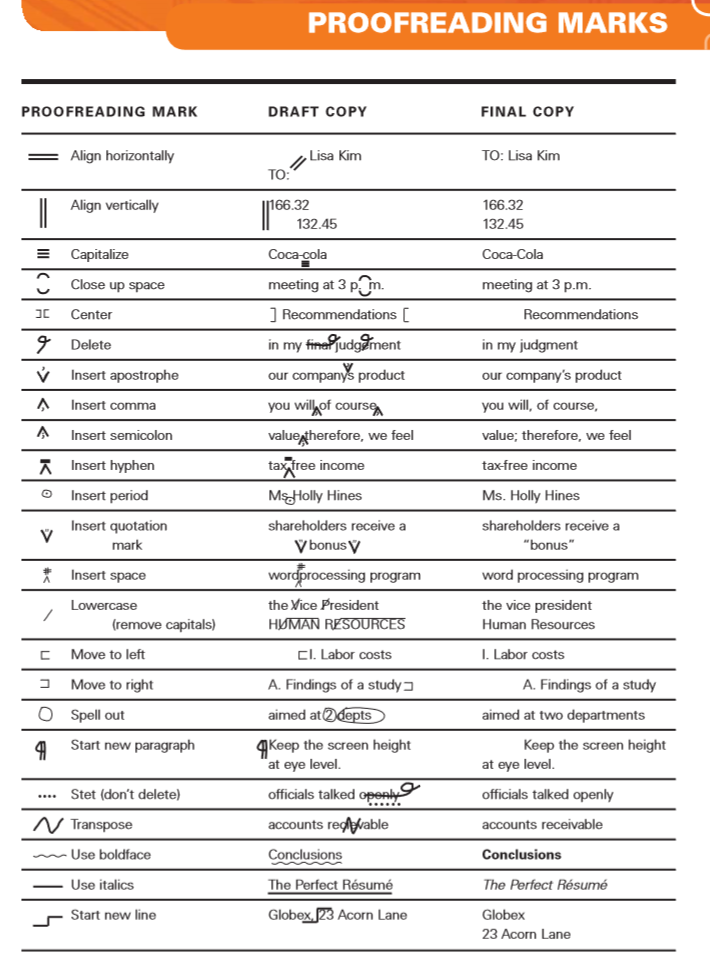 PROOFREADING MARKS
PROOFREADING MARK DRAFT COPY FINAL COPY
Align horizontally Lisa Kim TO: Lisa Kim
TO:
Align vertically 166.32 166.32
132.45 132.45
Capitalize Coca-cola Coca-Cola
Close up space meeting at 3 p. m. meeting at 3 p.m.
Center ] Recommendations [ Recommendations
Delete in my final judgement in my judgment
Insert apostrophe our companys product our company's product
Insert comma you will of course you will, of course,
Insert semicolon value therefore, we feel value; therefore, we feel
Insert hyphen tax free income tax-free income
Insert period Ms Holly Hines Ms. Holly Hines
Insert quotation shareholders receive a shareholders receive a
mark bonus “bonus”
Insert space # wordprocessing program word processing program
Lowercase the Vice President the vice president
(remove capitals) HUMAN RESOURCES Human Resources
Move to left I. Labor costs I. Labor costs
Move to right A. Findings of a study A. Findings of a study
Spell out aimed at 2 depts aimed at two departments
¶ Start new paragraph ¶Keep the screen height Keep the screen height
at eye level. at eye level.
.... Stet (don't delete) officials talked openly officials talked openly
Transpose accounts receivable accounts receivable
Use boldface Conclusions Conclusions
Use italics The Perfect Résumé The Perfect Résumé
Start new line Globex, 23 Acorn Lane Globex
23 Acorn Lane